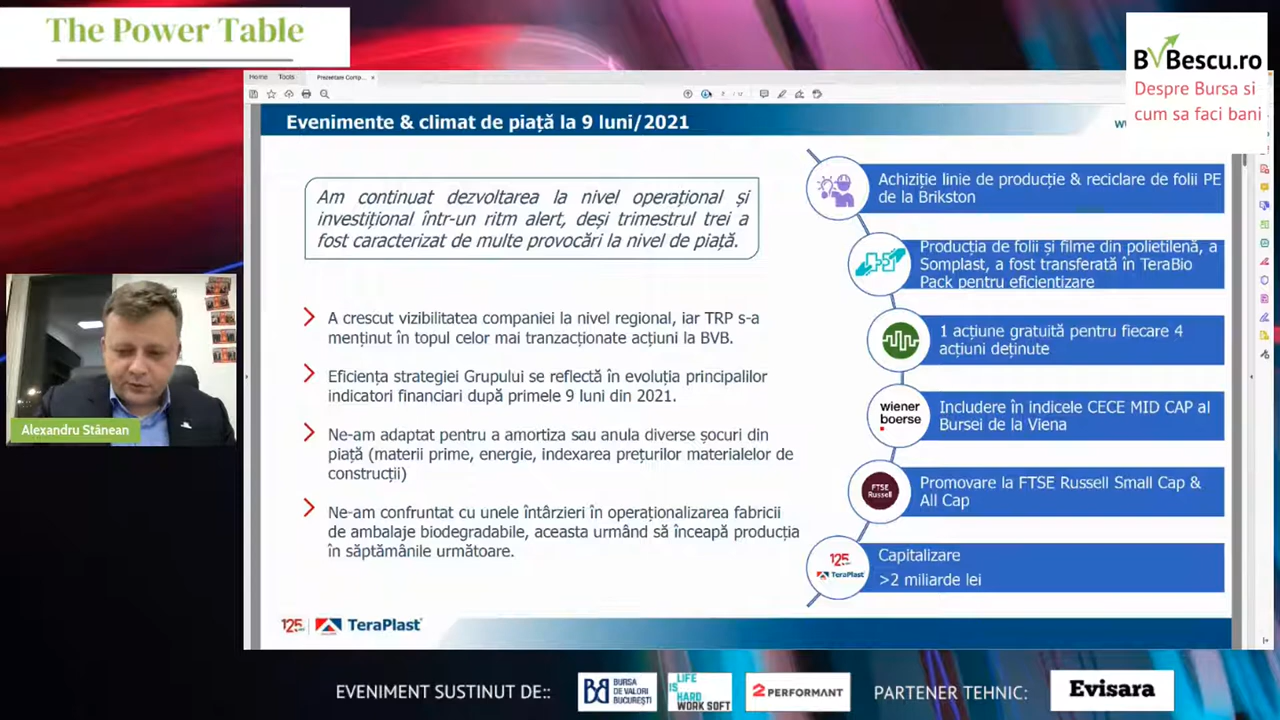 The Power Table
BVBescu.ro
Despre Bursa si
cum sa faci bani
Home Tools Prezentare Comp...
Evenimente & climat de piață la 9 luni/2021
Am continuat dezvoltarea la nivel operațional și
investițional într-un ritm alert, deși trimestrul trei a
fost caracterizat de multe provocări la nivel de piață.
A crescut vizibilitatea companiei la nivel regional, iar TRP s-a
menținut în topul celor mai tranzacționate acțiuni la BVB.
Eficiența strategiei Grupului se reflectă în evoluția principalilor
indicatori financiari după primele 9 luni din 2021.
Ne-am adaptat pentru a amortiza sau anula diverse șocuri din
piață (materii prime, energie, indexarea prețurilor materialelor de
construcții)
Ne-am confruntat cu unele întârzieri în operaționalizarea fabricii
de ambalaje biodegradabile, aceasta urmând să înceapă producția
în săptămânile următoare.
Achiziție linie de producție & reciclare de folii PE
de la Brikston
Producția de folii și filme din polietilenă, a
Somplast, a fost transferată în TeraBio
Pack pentru eficientizare
1 acțiune gratuită pentru fiecare 4
acțiuni deținute
wiener
boerse
Includere în indicele CECE MID CAP al
Bursei de la Viena
FTSE
Russell
Promovare la FTSE Russell Small Cap &
All Cap
125
TeraPlast
Capitalizare
>2 miliarde lei
125
TeraPlast
Alexandru Stânean
EVENIMENT SUSTINUT DE::
BURSA
DE VALORI
BUCUREȘTI
LIFE
IS
HARD
WORK SOFT
2PERFORMANT
PARTENER TEHNIC:
Evisara